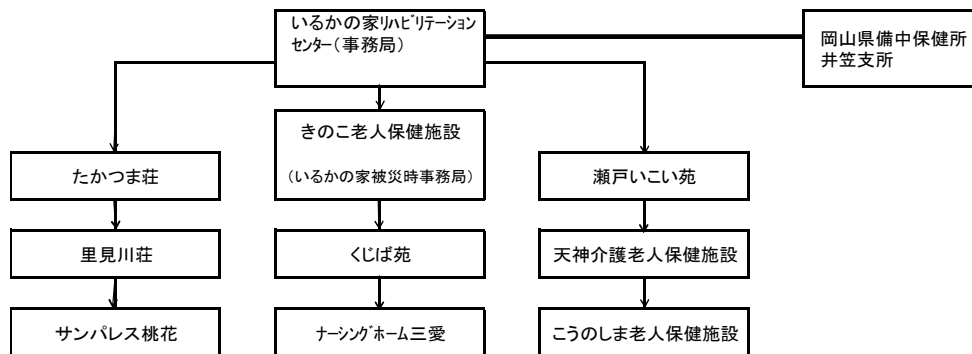 いるかの家リハビリテーション
センター(事務局)
岡山県備中保健所
井笠支所
きのこ老人保健施設
(いるかの家被災時事務局)
たかつま荘
瀬戸いこい苑
里見川荘
くじば苑
天神介護老人保健施設
サンパレス桃花
ナーシングホーム三愛
こうのしま老人保健施設